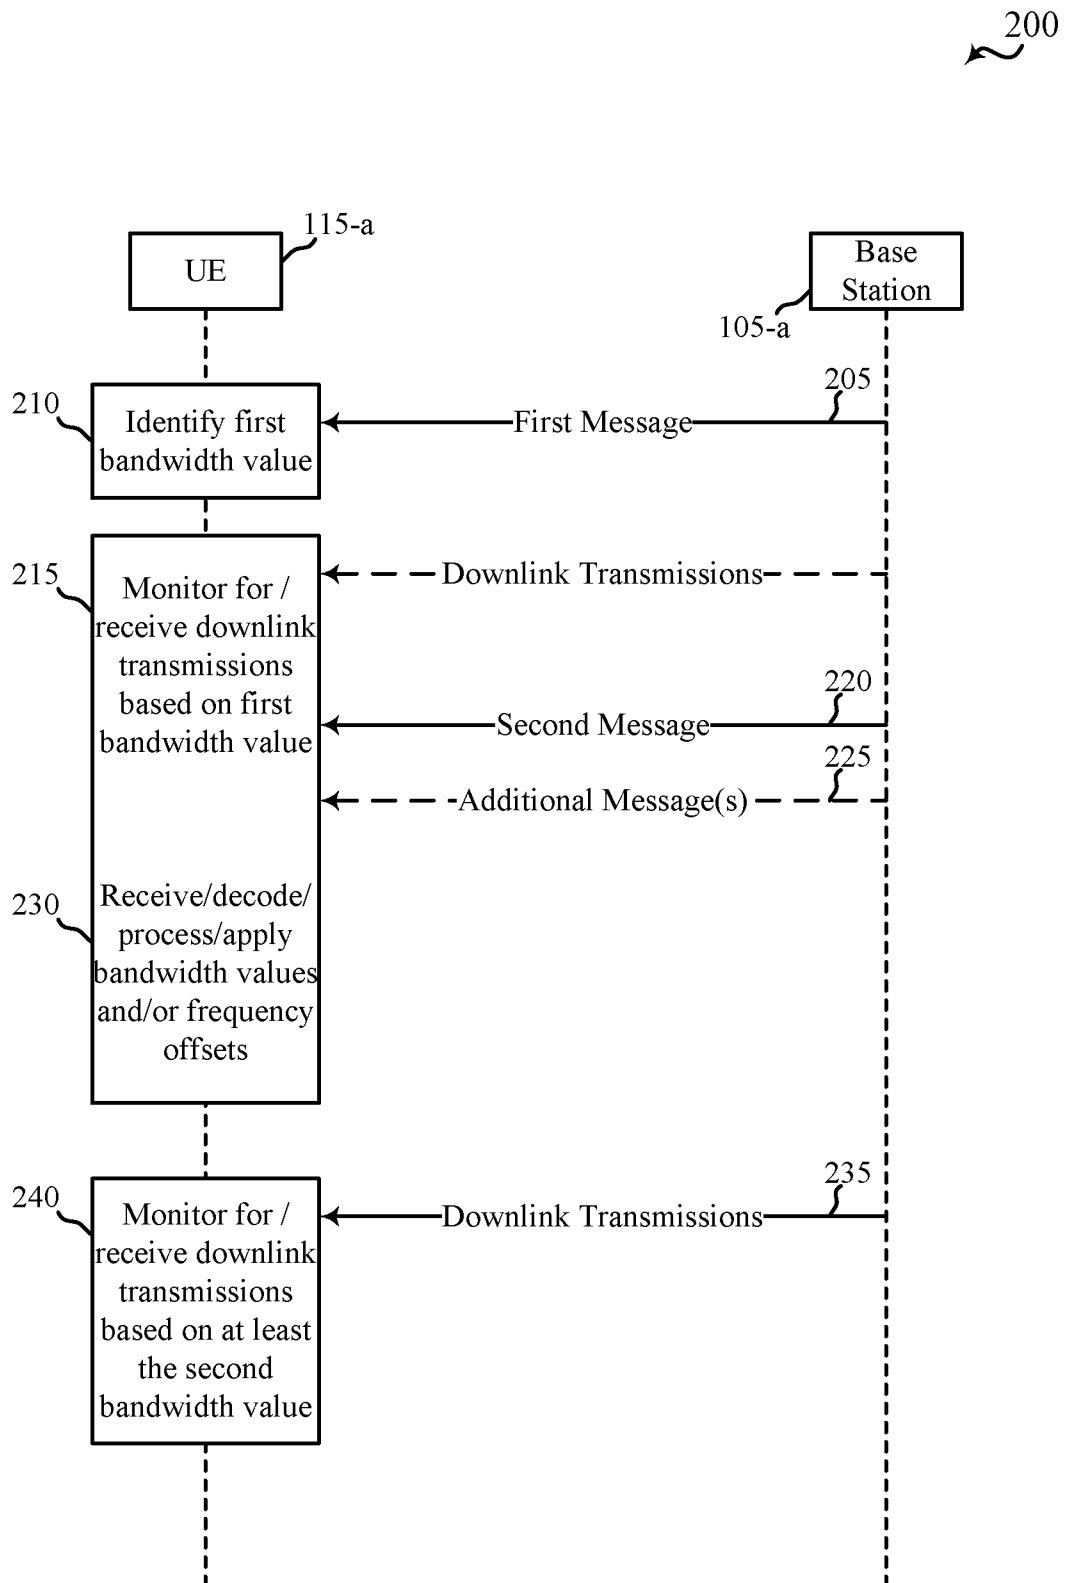 200
115-a
UE
Base
Station
105-a
205
210
Identify first
bandwidth value
First Message
215
Monitor for /
receive downlink
transmissions
based on first
bandwidth value
Downlink Transmissions
220
Second Message
225
Additional Message(s)
230
Receive/decode/
process/apply
bandwidth values
and/or frequency
offsets
235
240
Monitor for /
receive downlink
transmissions
based on at least
the second
bandwidth value
Downlink Transmissions